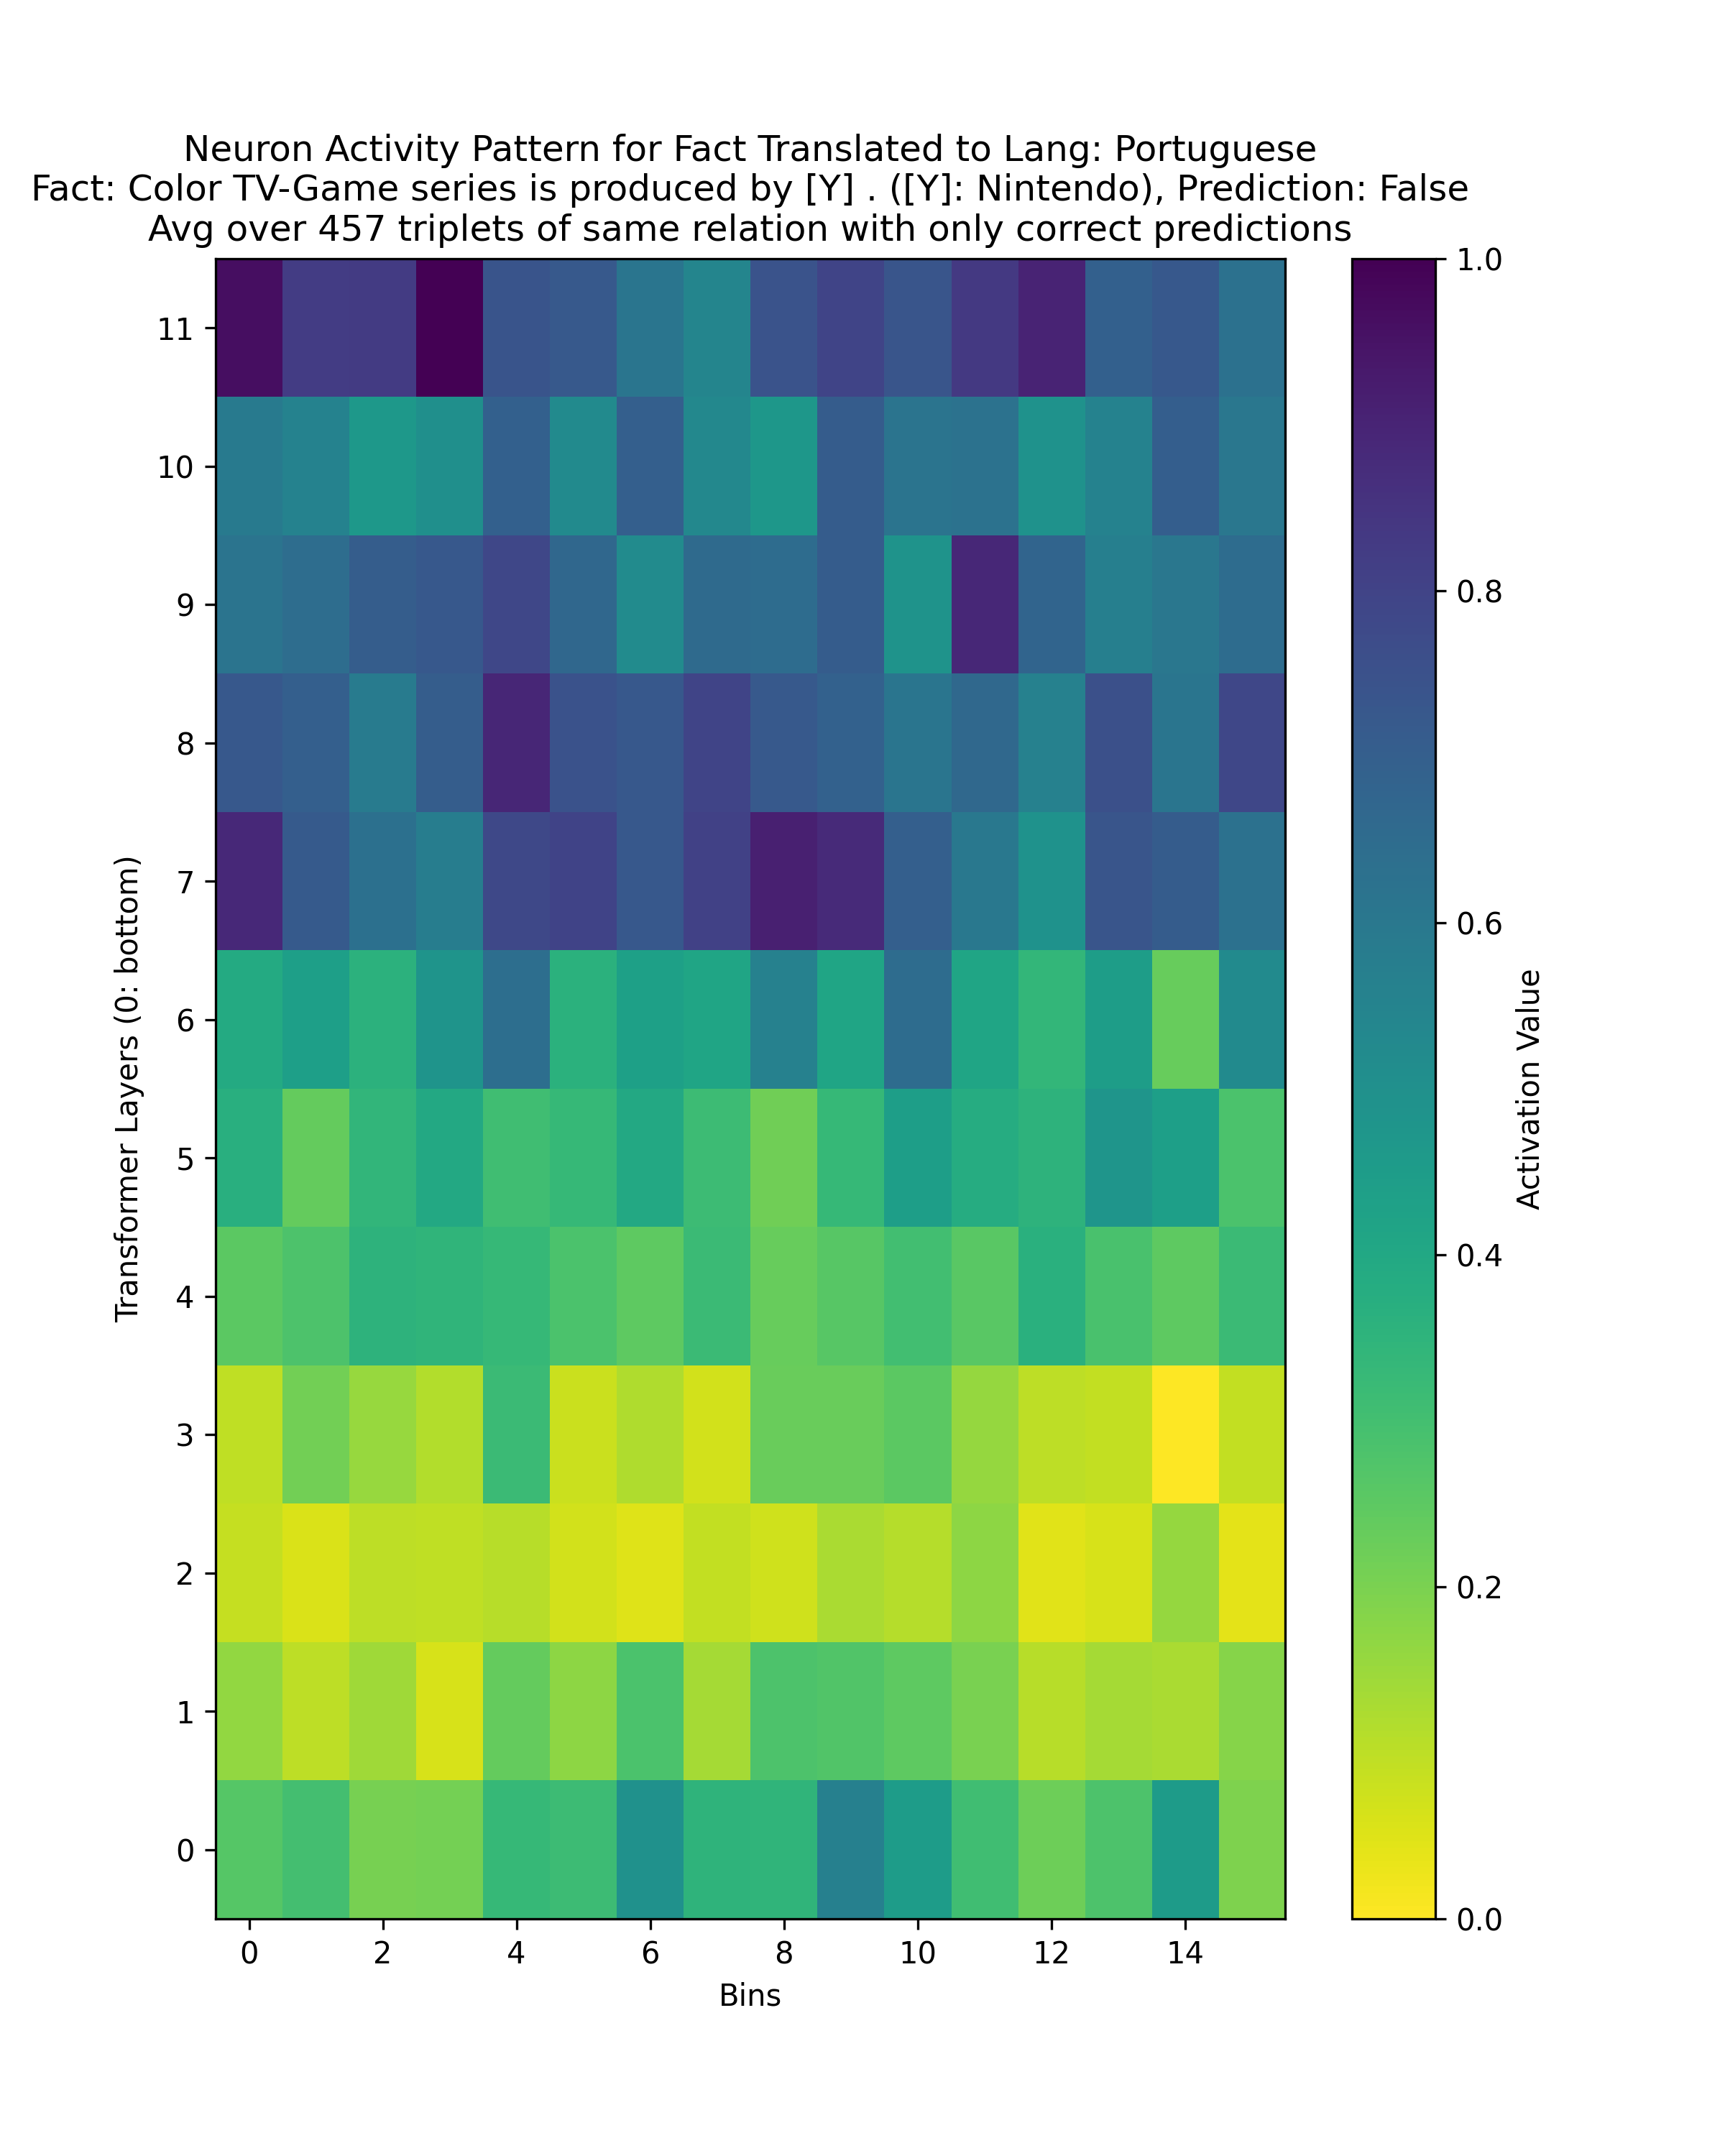 Neuron Activity Pattern for Fact Translated to Lang: Portuguese
Fact: Color TV-Game series is produced by [Y] . ([Y]: Nintendo), Prediction: False
Avg over 457 triplets of same relation with only correct predictions
11
10
9
8
7
6
5
4
3
2
1
0
Transformer Layers (0: bottom)
0 2 4 6 8 10 12 14
Bins
1.0
0.8
0.6
0.4
0.2
0.0
Activation Value